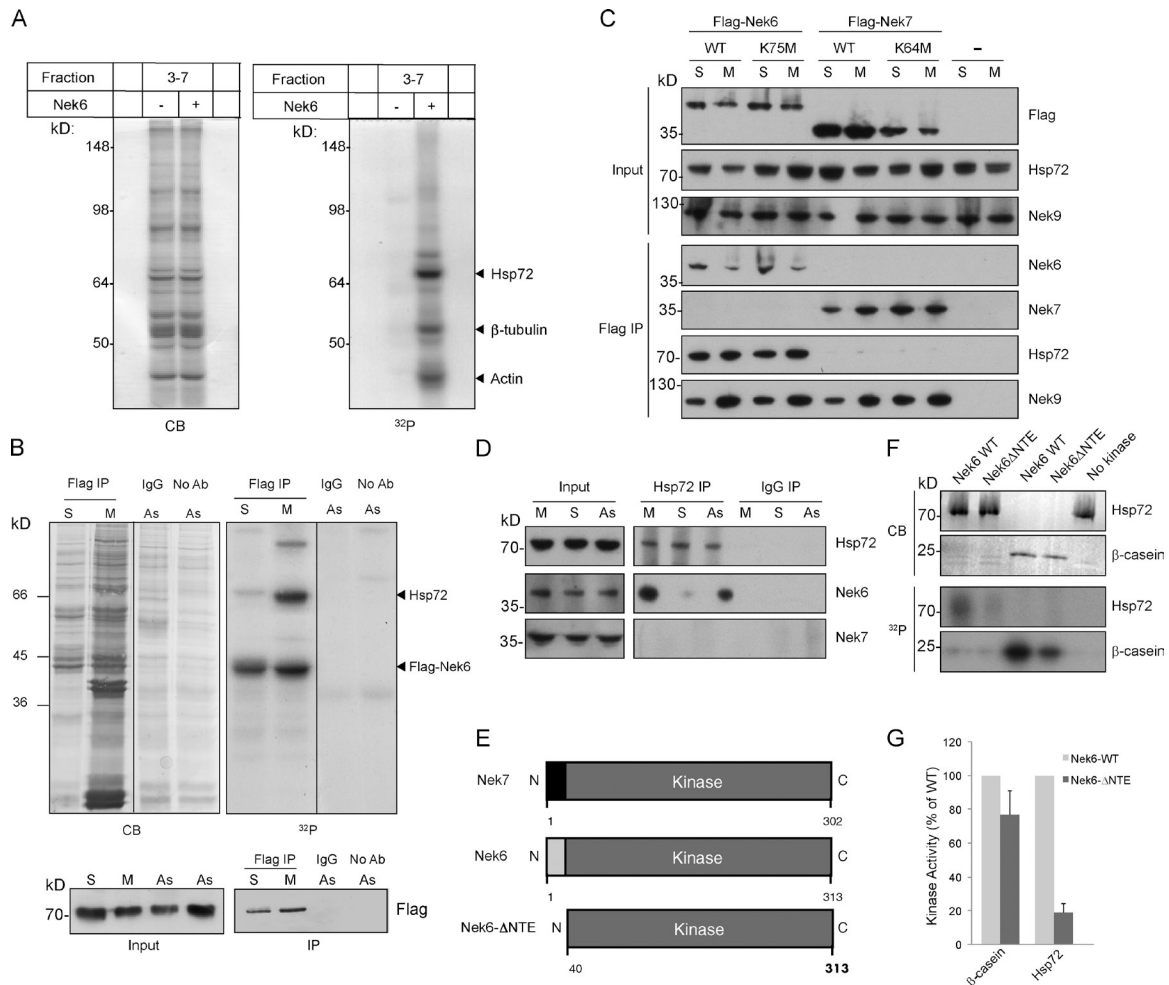 A
Fraction 3-7
Nek6 - +
kD:
148
98
64
50
CB
Fraction 3-7
Nek6 - +
kD:
148
98
64
50
Hsp72
β-tubulin
Actin
32P
B
Flag IP IgG No Ab
S M As As
kD
66
45
36
CB
Flag IP IgG No Ab
S M As As
Hsp72
Flag-Nek6
32P
kD S M As As
70-
Input
Flag IP IgG No Ab
S M As As
Flag
IP
C
Flag-Nek6 Flag-Nek7
WT K75M WT K64M –
kD S M S M S M S M S M
Input
35- Flag
70- Hsp72
130 Nek9
Flag IP
35- Nek6
35- Nek7
70- Hsp72
130 Nek9
D
Input Hsp72 IP IgG IP
kD M S As M S As M S As
70- Hsp72
35- Nek6
35- Nek7
E
Nek7 N Kinase C
1 302
Nek6 N Kinase C
1 313
Nek6-ΔNTE N Kinase C
40 313
F
Nek6 WT Nek6ΔNTE Nek6 WT Nek6ΔNTE No kinase
kD
CB
70- Hsp72
25- β-casein
32P
70- Hsp72
25- β-casein
G
Kinase Activity (% of WT)
120
100
80
60
40
20
0
Nek6-WT
Nek6-ΔNTE
β-casein Hsp72